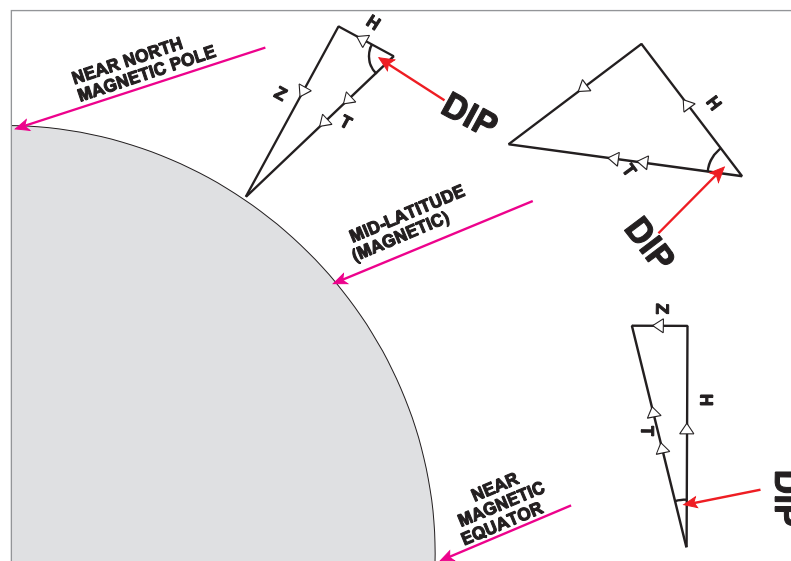 NEAR NORTH
MAGNETIC POLE
H
Z
T
DIP
H
T
DIP
MID-LATITUDE
(MAGNETIC)
Z
H
T
DIP
NEAR
MAGNETIC
EQUATOR